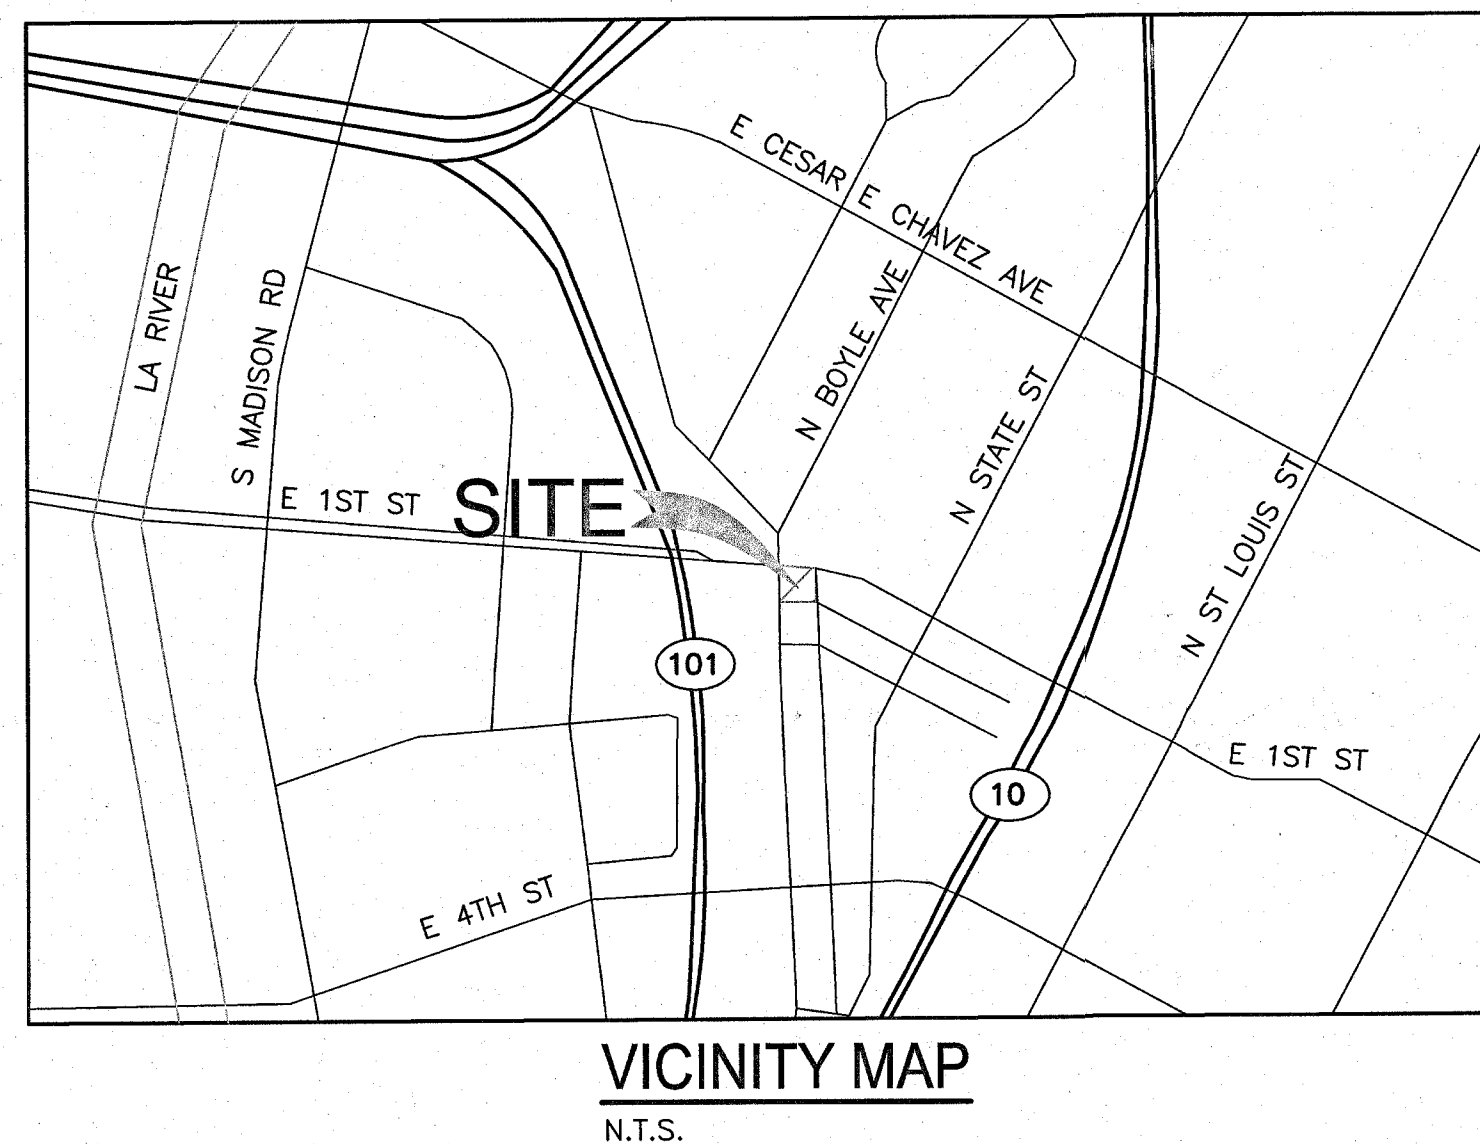 E CESAR E CHAVEZ AVE
LA RIVER
S MADISON RD
N BOYLE AVE
N STATE ST
E 1ST ST
SITE
N ST LOUIS ST
101
10
E 1ST ST
E 4TH ST
VICINITY MAP
N.T.S.